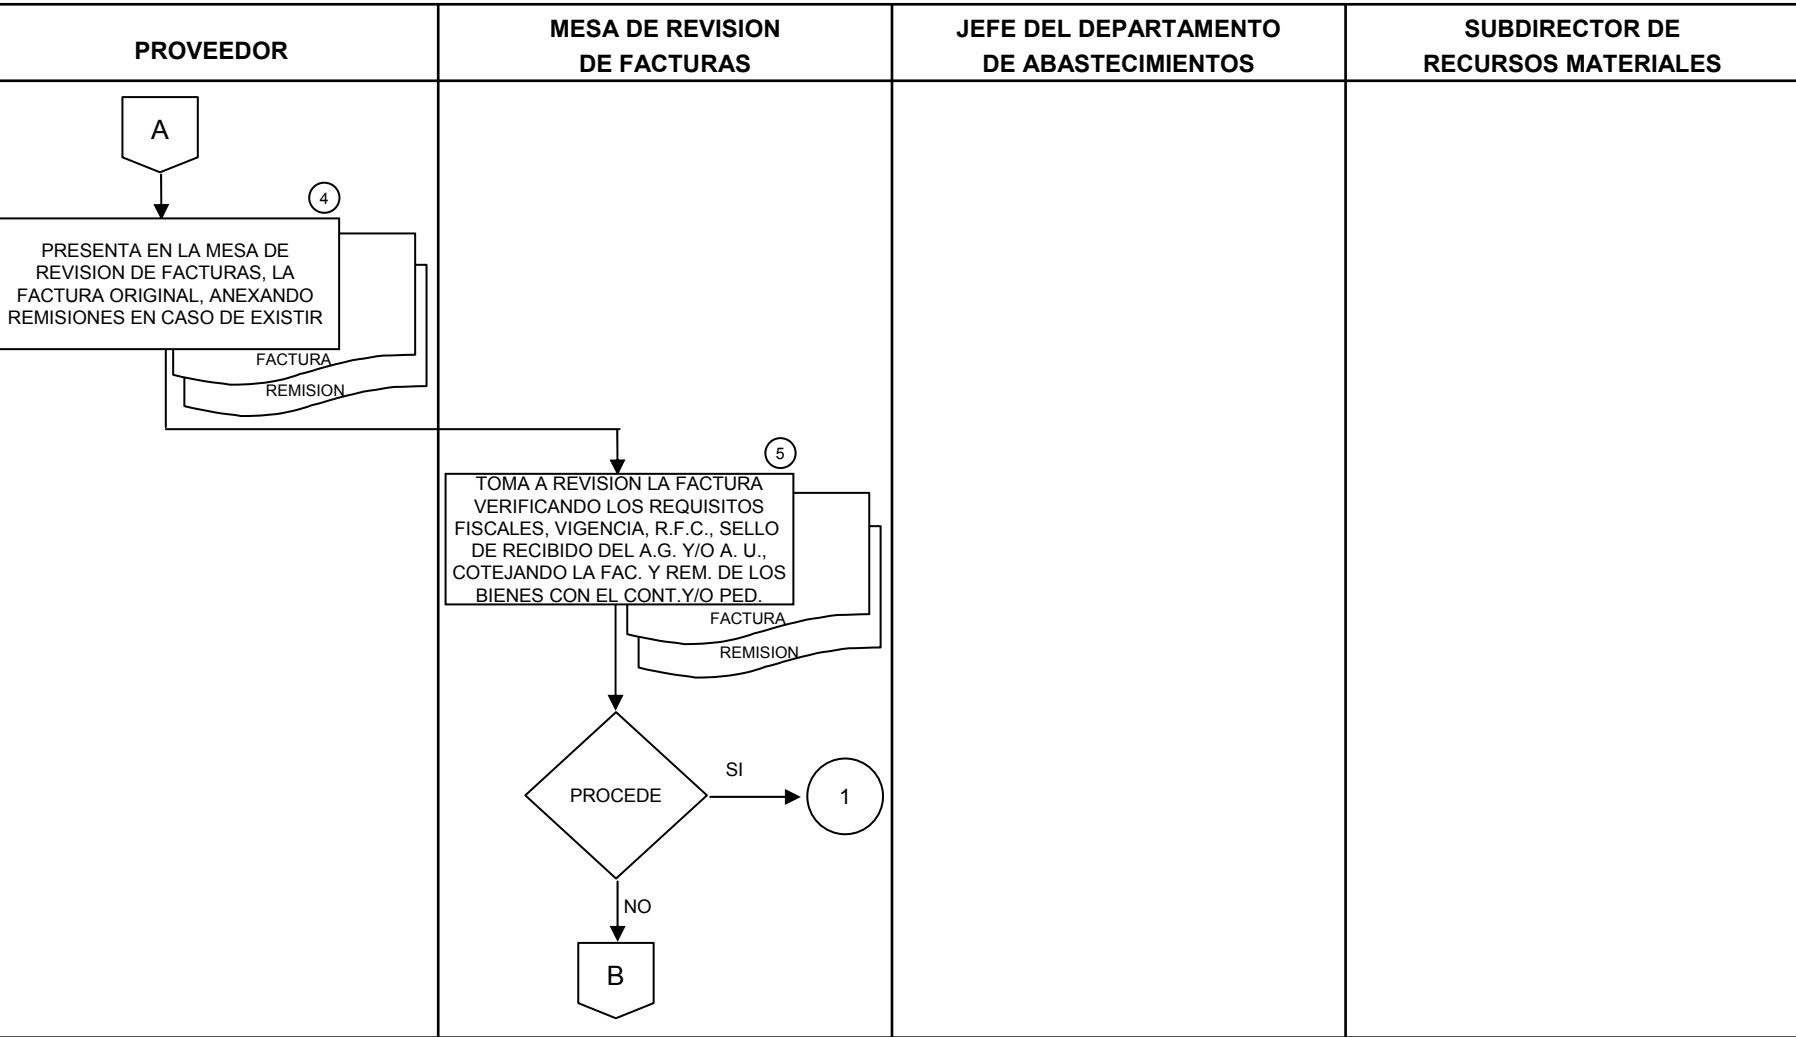 PROVEEDOR
MESA DE REVISION
DE FACTURAS
JEFE DEL DEPARTAMENTO
DE ABASTECIMIENTOS
SUBDIRECTOR DE
RECURSOS MATERIALES
A
4
PRESENTA EN LA MESA DE
REVISION DE FACTURAS, LA
FACTURA ORIGINAL, ANEXANDO
REMISIONES EN CASO DE EXISTIR
FACTURA
REMISION
5
TOMA A REVISION LA FACTURA
VERIFICANDO LOS REQUISITOS
FISCALES, VIGENCIA, R.F.C., SELLO
DE RECIBIDO DEL A.G. Y/O A. U.,
COTEJANDO LA FAC. Y REM. DE LOS
BIENES CON EL CONT.Y/O PED.
FACTURA
REMISION
PROCEDE
SI
1
NO
B